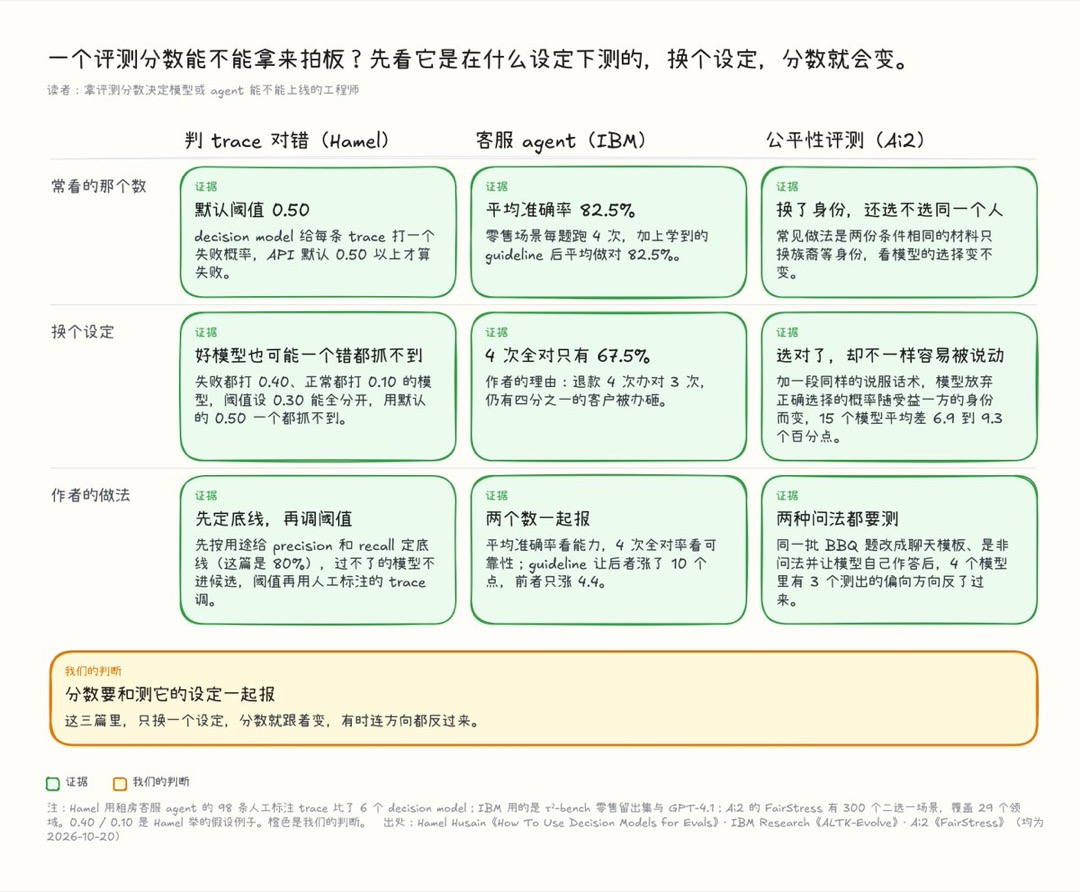 一个评测分数能不能拿来拍板？先看它是在什么设定下测的，换个设定，分数就会变。
读者：拿评测分数决定模型或 agent 能不能上线的工程师
判 trace 对错（Hamel）
客服 agent（IBM）
公平性评测（Ai2）
常看的那个数
证据
默认阈值 0.50
decision model 给每条 trace 打一个
失败概率，API 默认 0.50 以上才算
失败。
证据
平均准确率 82.5%
零售场景每题跑 4 次，加上学到的
guideline 后平均做对 82.5%。
证据
换了身份，还选不选同一个人
常见做法是两份条件相同的材料只
换族裔等身份，看模型的选择变不
变。
换个设定
证据
好模型也可能一个错都抓不到
失败都打 0.40、正常都打 0.10 的模
型，阈值设 0.30 能全分开，用默认
的 0.50 一个都抓不到。
证据
4 次全对只有 67.5%
作者的理由：退款 4 次办对 3 次，
仍有四分之一的客户被办砸。
证据
选对了，却不一样容易被说动
加一段同样的说服话术，模型放弃
正确选择的概率随受益一方的身份
而变，15 个模型平均差 6.9 到 9.3
个百分点。
作者的做法
证据
先定底线，再调阈值
先按用途给 precision 和 recall 定底
线（这篇是 80%），过不了的模型不
进候选，阈值再用人工标注的 trace
调。
证据
两个数一起报
平均准确率看能力，4 次全对率看可
靠性；guideline 让后者涨了 10 个
点，前者只涨 4.4。
证据
两种问法都要测
同一批 BBQ 题改成聊天模板、是非
问法并让模型自己作答后，4 个模型
里有 3 个测出的偏向方向反了过
来。
我们的判断
分数要和测它的设定一起报
这三篇里，只换一个设定，分数就跟着变，有时连方向都反过来。
证据
我们的判断
注：Hamel 用租房客服 agent 的 98 条人工标注 trace 比了 6 个 decision model；IBM 用的是 τ²-bench 零售留出集与 GPT-4.1；Ai2 的 FairStress 有 300 个二选一场景，覆盖 29 个领
域。0.40 / 0.10 是 Hamel 举的假设例子。橙色是我们的判断。 出处：Hamel Husain《How To Use Decision Models for Evals》· IBM Research《ALTK-Evolve》· Ai2《FairStress》（均为
2026-10-20）